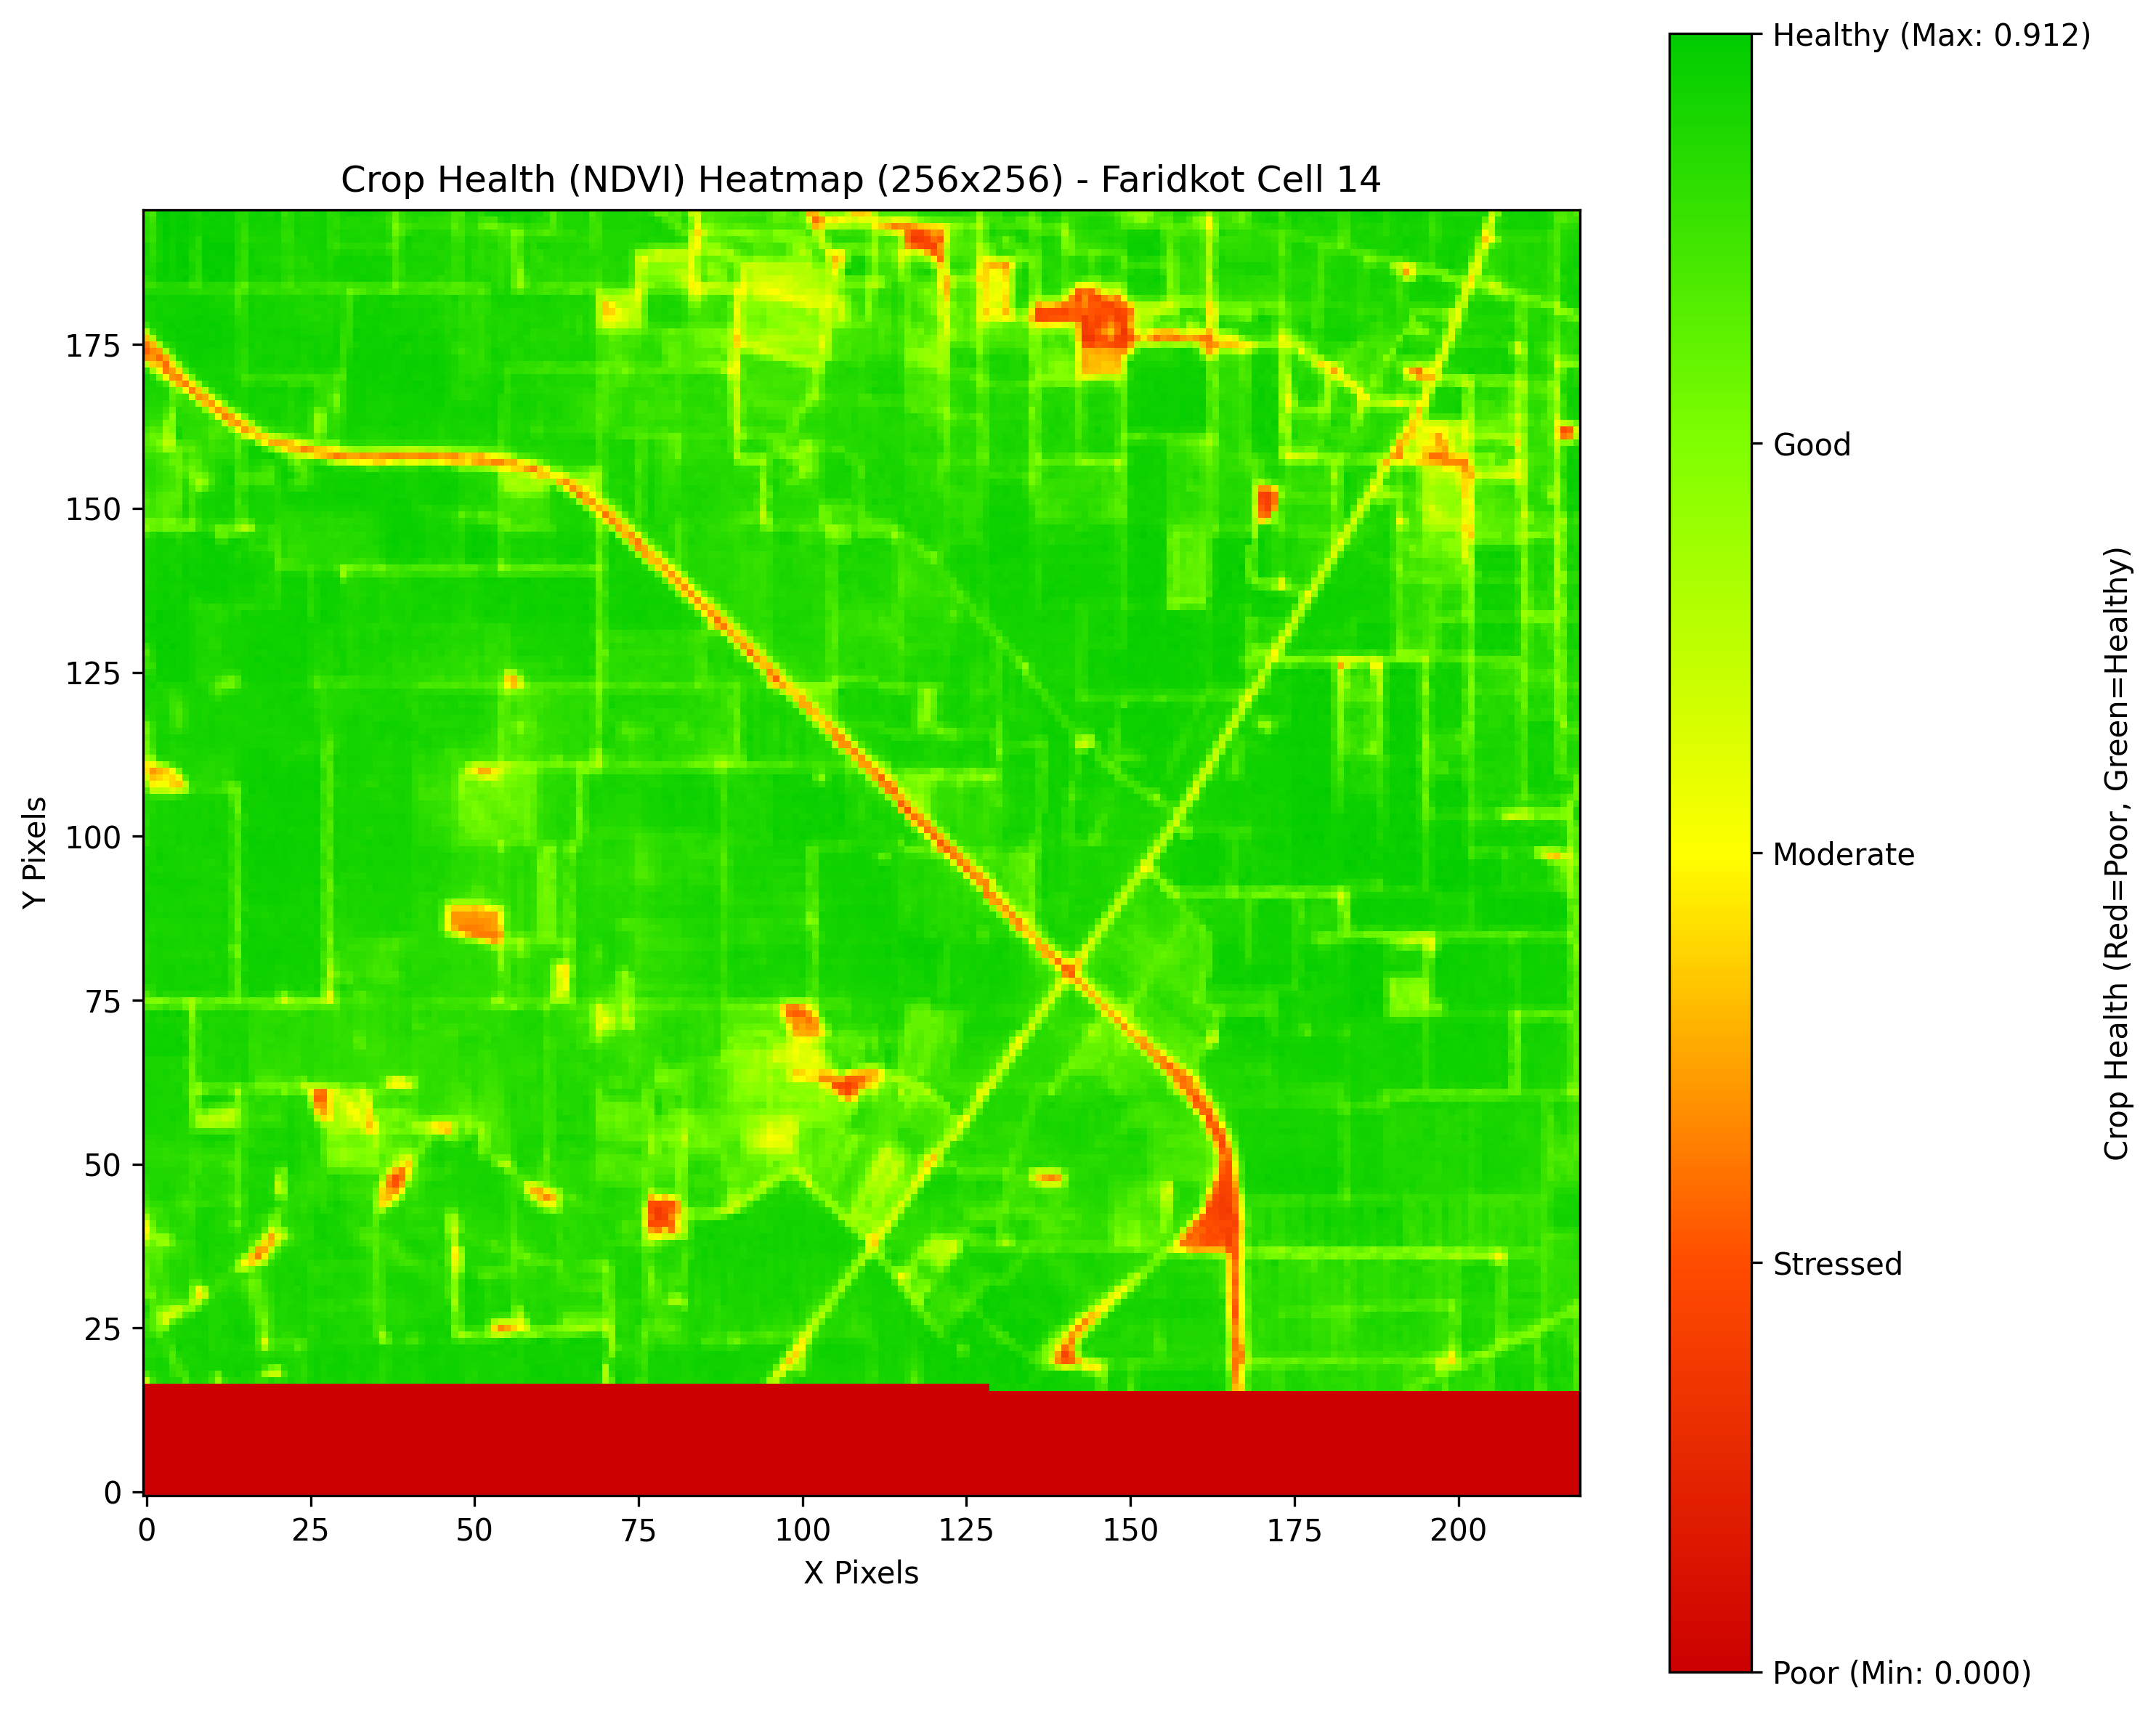 Crop Health (NDVI) Heatmap (256x256) - Faridkot Cell 14
Y Pixels
175
150
125
100
75
50
25
0
0 25 50 75 100 125 150 175 200
X Pixels
Healthy (Max: 0.912)
Good
Moderate
Stressed
Poor (Min: 0.000)
Crop Health (Red=Poor, Green=Healthy)